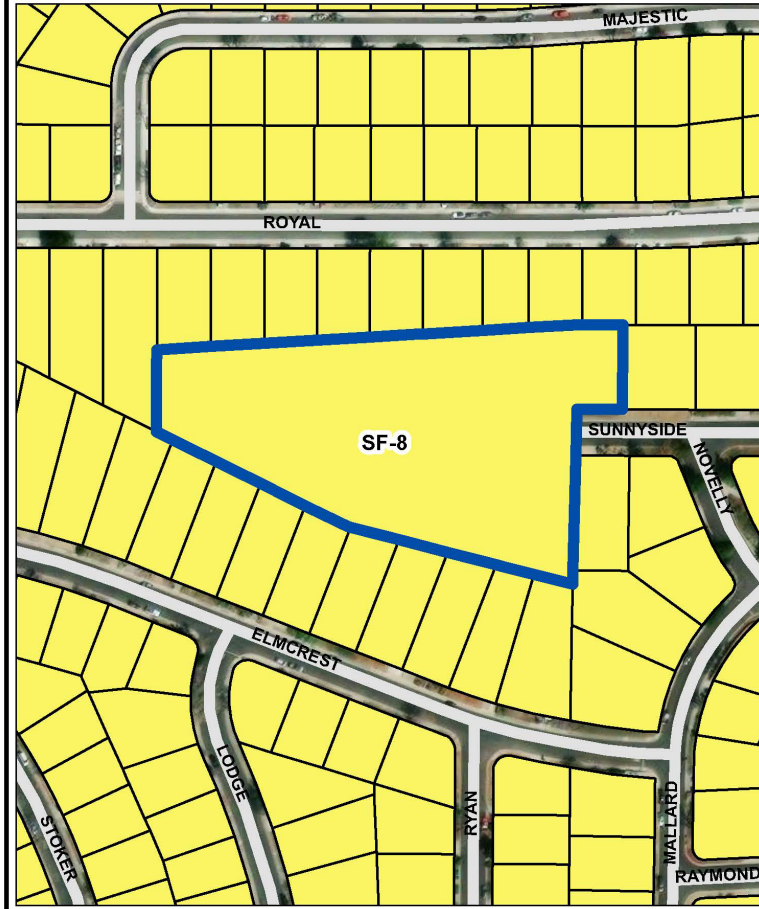 MAJESTIC
ROYAL
SF-8
SUNNYSIDE
NOVELLY
ELMCREST
LODGE
RYAN
MALLARD
STOKER
RAYMOND